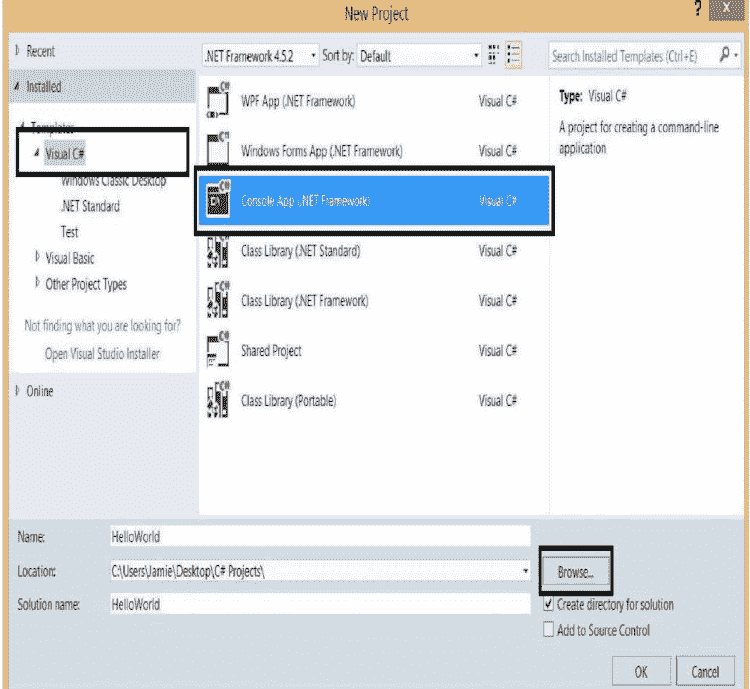 New Project
? X
Recent
.NET Framework 4.5.2 Sort by: Default
Search Installed Templates (Ctrl+E)
Installed
Templates
Visual C#
Windows Classic Desktop
.NET Standard
Test
Visual Basic
Other Project Types
Not finding what you are looking for?
Open Visual Studio Installer
Online
WPF App (.NET Framework) Visual C#
Windows Forms App (.NET Framework) Visual C#
Console App (.NET Framework) Visual C#
Class Library (.NET Standard) Visual C#
Class Library (.NET Framework) Visual C#
Shared Project Visual C#
Class Library (Portable) Visual C#
Type: Visual C#
A project for creating a command-line
application
Name: HelloWorld
Location: C:\Users\Jamie\Desktop\C# Projects\
Browse...
Solution name: HelloWorld
Create directory for solution
Add to Source Control
OK Cancel